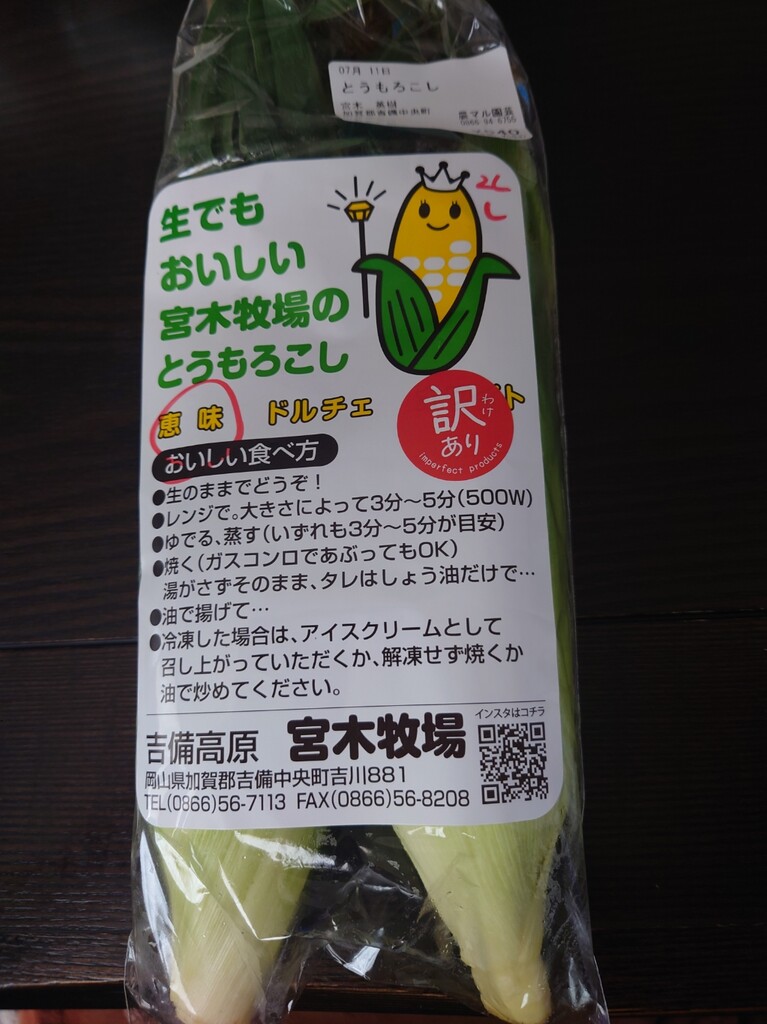 07月 11日
とうもろこし
農マル園芸
生でも
おいしい
宮木牧場の
とうもろこし
2L
し
恵味 ドルチェ ト
訳あり
わけ
imperfect products
おいしい食べ方
●生のままでどうぞ！
●レンジで。大きさによって3分～5分(500W)
●ゆでる、蒸す(いずれも3分～5分が目安)
●焼く(ガスコンロであぶってもOK)
湯がさずそのまま、タレはしょう油だけで…
●油で揚げて…
●冷凍した場合は、アイスクリームとして
召し上がっていただくか、解凍せず焼くか
油で炒めてください。
インスタはコチラ
吉備高原 宮木牧場
岡山県加賀郡吉備中央町吉川881
TEL(0866)56-7113 FAX(0866)56-8208